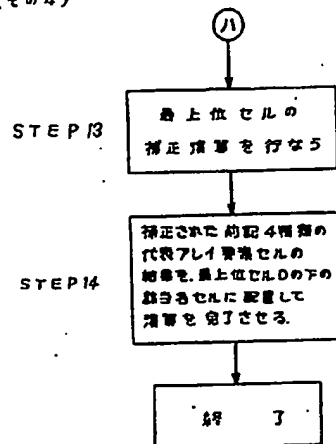 (その4)
ハ
STEP13
最上位セルの
補正演算を行なう
STEP14
補正された前記4種類の
代表アレイ要素セルの
結果を、最上位セルDの下の
該当各セルに配置して
演算を完了させる.
終 了